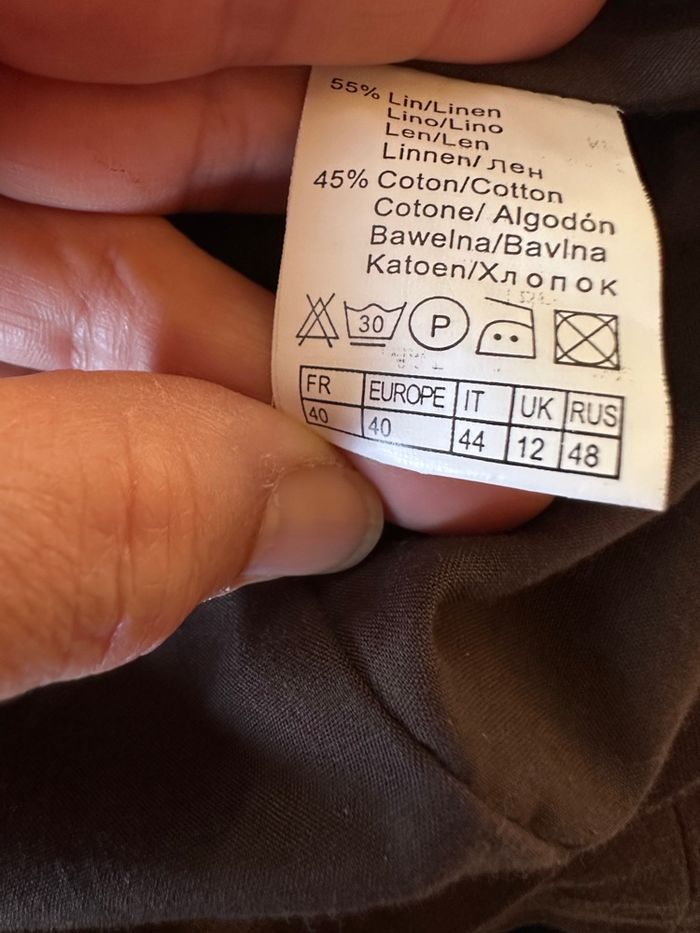 55% Lin/Linen
Lino/Lino
Len/Len
Linnen/лен
45% Coton/Cotton
Cotone/ Algodón
Bawelna/Bavlna
Katoen/Хлопок
30 P
FR EUROPE IT UK RUS
40 40 44 12 48